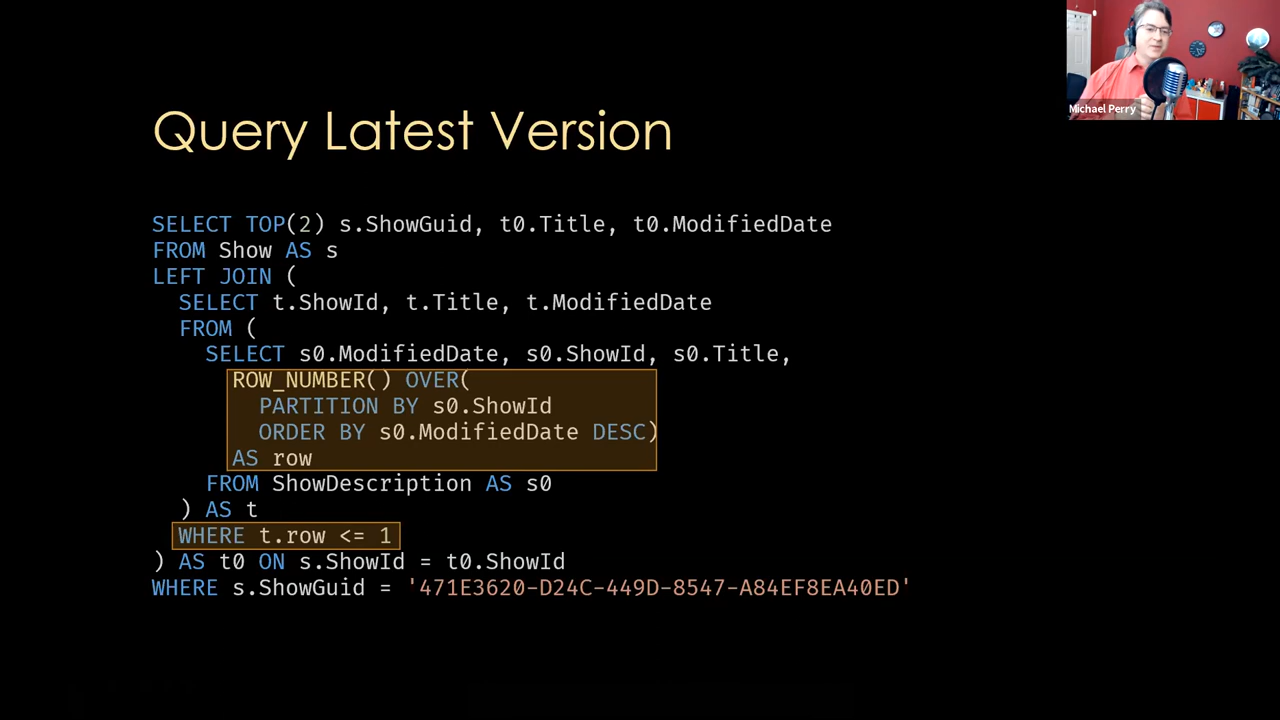 Michael Perry
Query Latest Version
SELECT TOP(2) s.ShowGuid, t0.Title, t0.ModifiedDate
FROM Show AS s
LEFT JOIN (
SELECT t.ShowId, t.Title, t.ModifiedDate
FROM (
SELECT s0.ModifiedDate, s0.ShowId, s0.Title,
ROW_NUMBER() OVER(
PARTITION BY s0.ShowId
ORDER BY s0.ModifiedDate DESC)
AS row
FROM ShowDescription AS s0
) AS t
WHERE t.row <= 1
) AS t0 ON s.ShowId = t0.ShowId
WHERE s.ShowGuid = '471E3620-D24C-449D-8547-A84EF8EA40ED'